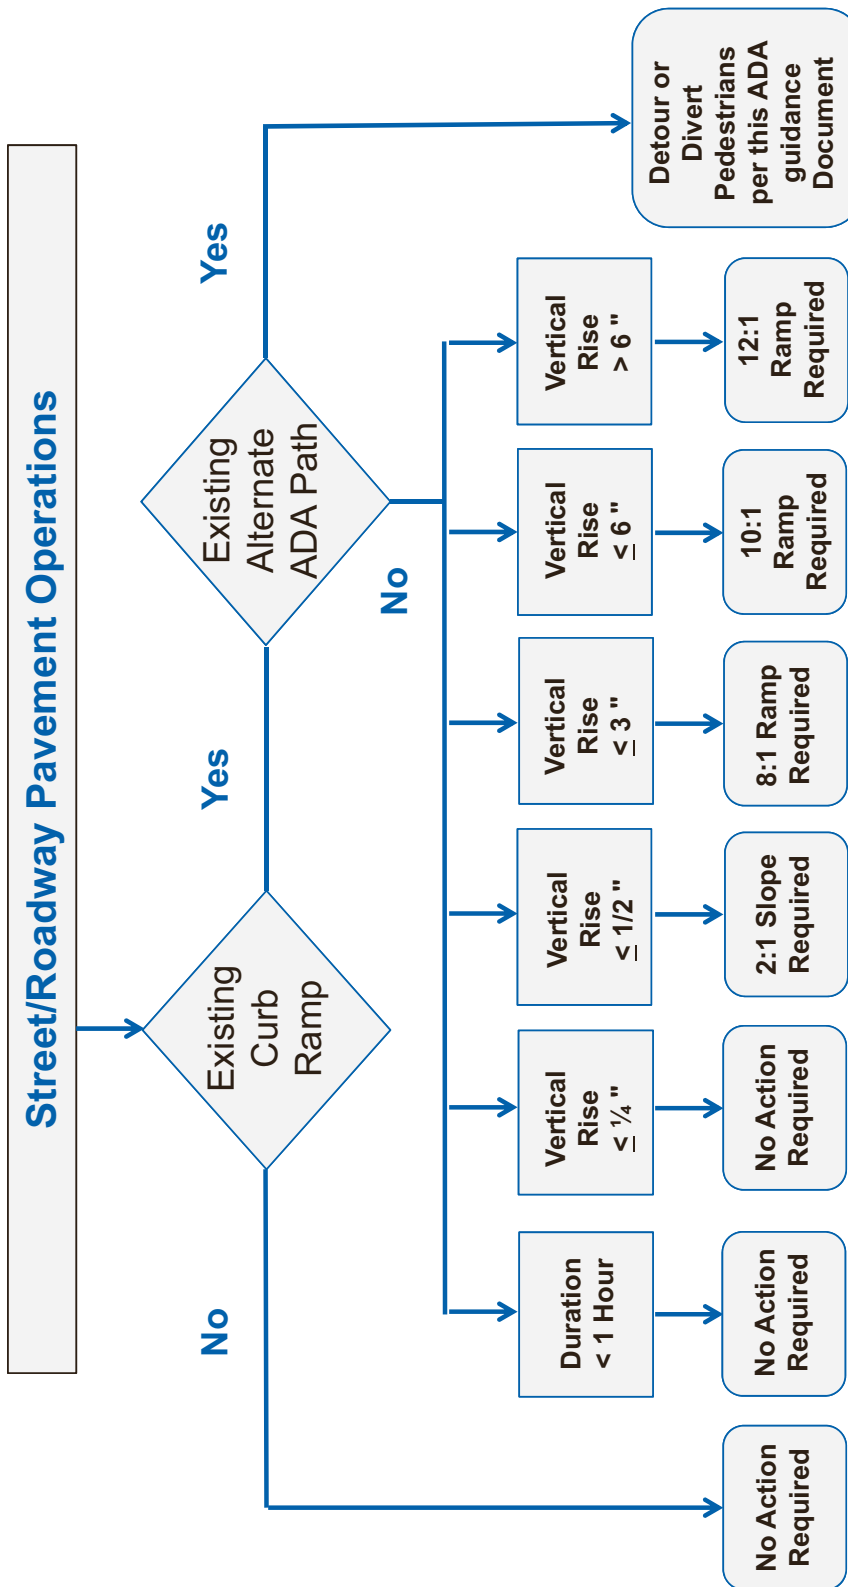 Street/Roadway Pavement Operations
Existing
Curb
Ramp
Existing
Alternate
ADA Path
No
Yes
Yes
No
Duration
< 1 Hour
Vertical
Rise
≤ ¼ "
Vertical
Rise
≤ 1/2 "
Vertical
Rise
≤ 3 "
Vertical
Rise
≤ 6 "
Vertical
Rise
> 6 "
No Action
Required
No Action
Required
No Action
Required
2:1 Slope
Required
8:1 Ramp
Required
10:1
Ramp
Required
12:1
Ramp
Required
Detour or
Divert
Pedestrians
per this ADA
guidance
Document